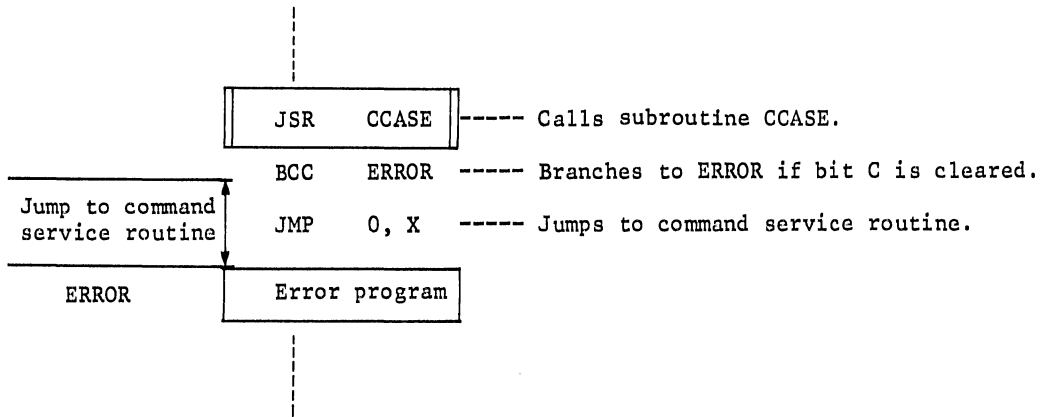 JSR CCASE ----- Calls subroutine CCASE.
BCC ERROR ----- Branches to ERROR if bit C is cleared.
Jump to command
service routine
JMP 0, X ----- Jumps to command service routine.
ERROR Error program